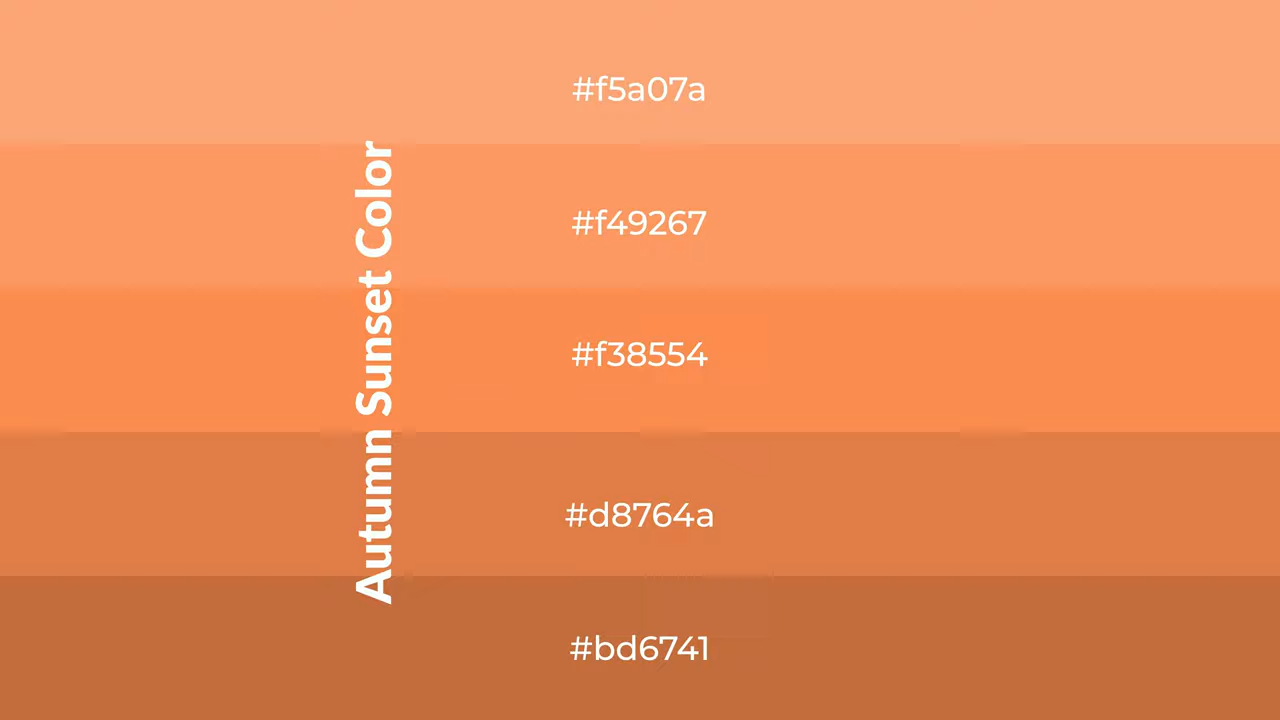 Autumn Sunset Color
#f5a07a
#f49267
#f38554
#d8764a
#bd6741